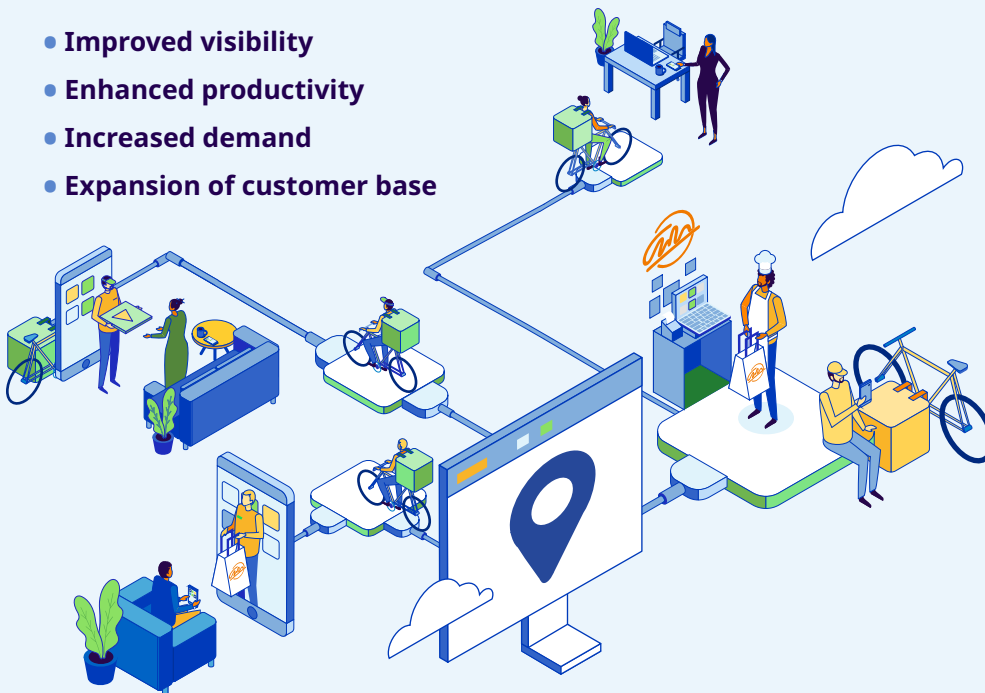 • Improved visibility
• Enhanced productivity
• Increased demand
• Expansion of customer base